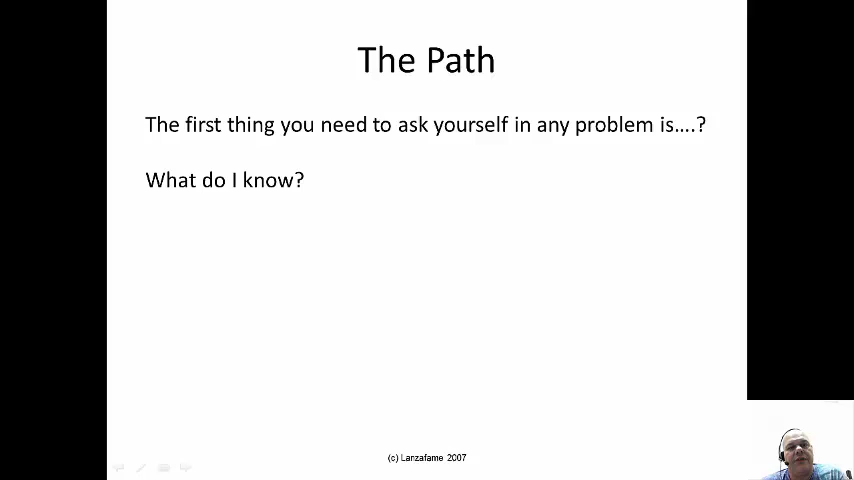 The Path
The first thing you need to ask yourself in any problem is....?
What do I know?
(c) Lanzafame 2007